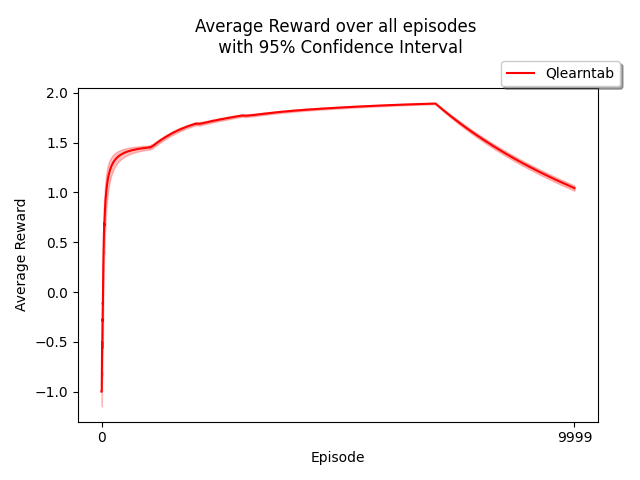 Average Reward over all episodes
with 95% Confidence Interval
Qlearntab
2.0
1.5
1.0
0.5
0.0
−0.5
−1.0
Average Reward
0
9999
Episode